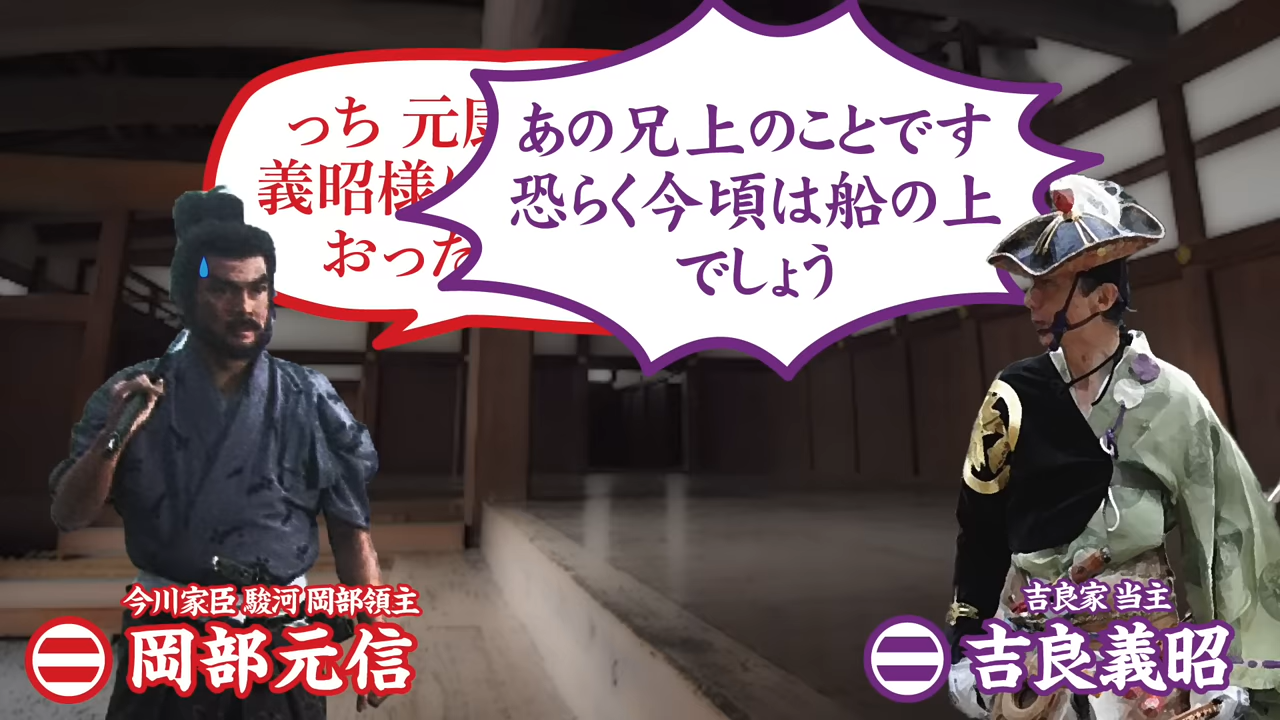 っち 元康
義昭様に
おった
あの兄上のことです
恐らく今頃は船の上
でしょう
今川家臣 駿河 岡部領主
岡部元信
吉良家 当主
吉良義昭